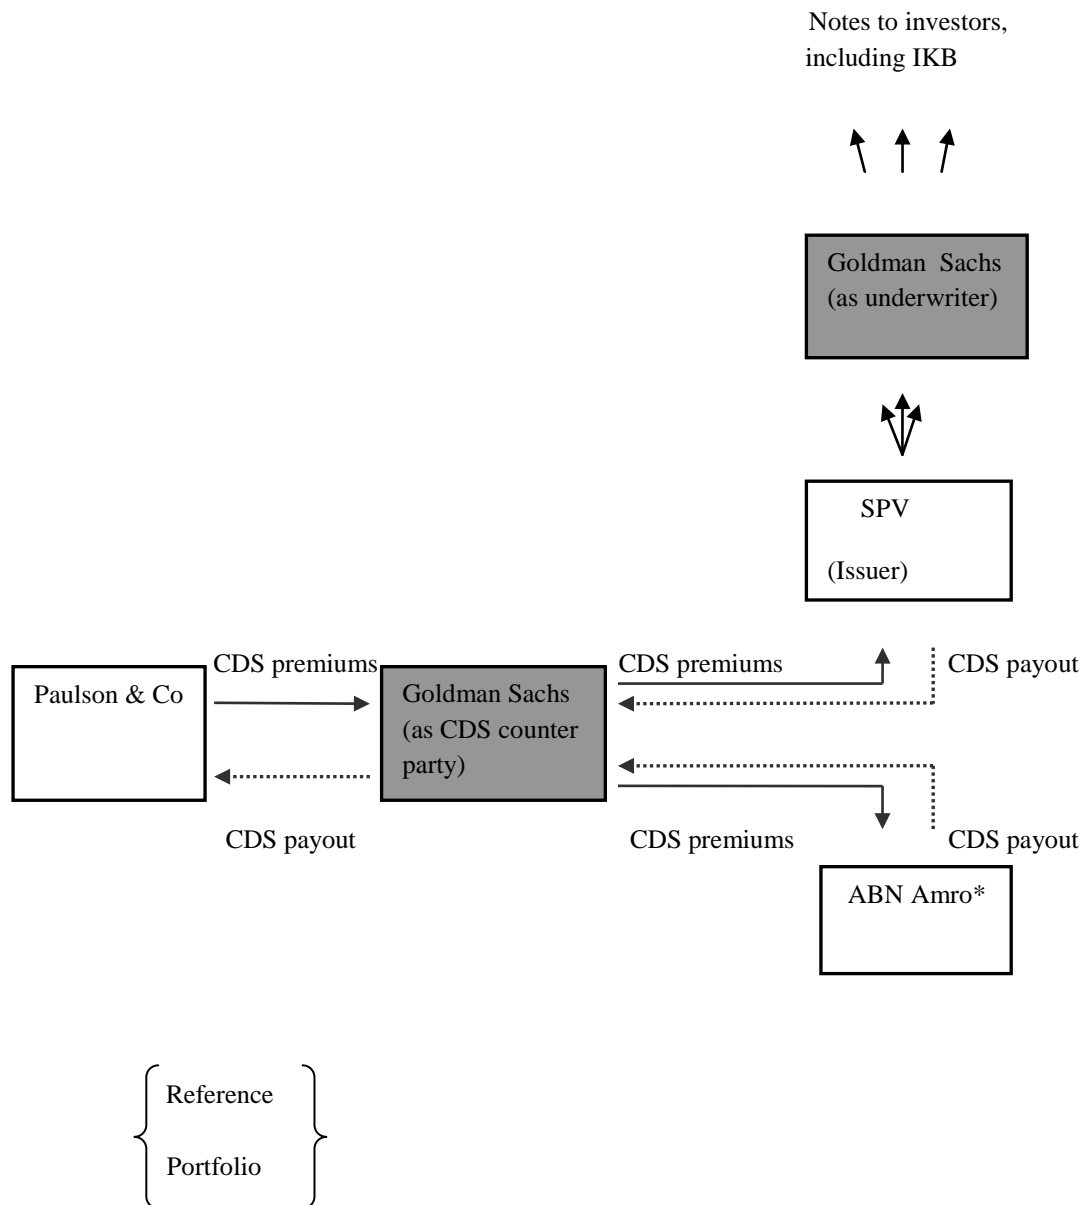 Notes to investors,
including IKB
Goldman Sachs
(as underwriter)
SPV
(Issuer)
CDS premiums
CDS premiums
CDS payout
Paulson & Co
Goldman Sachs
(as CDS counter
party)
CDS payout
CDS premiums
CDS payout
ABN Amro*
Reference
Portfolio